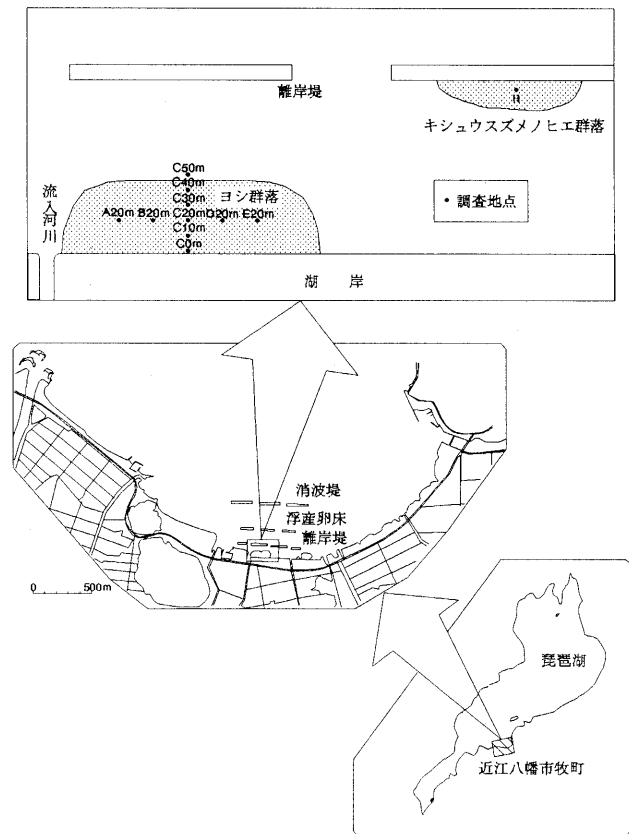 離岸堤
H
キシュウスズメノヒエ群落
C50m
C40m
C30m
ヨシ群落
A20m B20m C20m D20m E20m
C10m
C0m
流入河川
• 調査地点
湖 岸
消波堤
浮産卵床
離岸堤
0 500m
琵琶湖
近江八幡市牧町